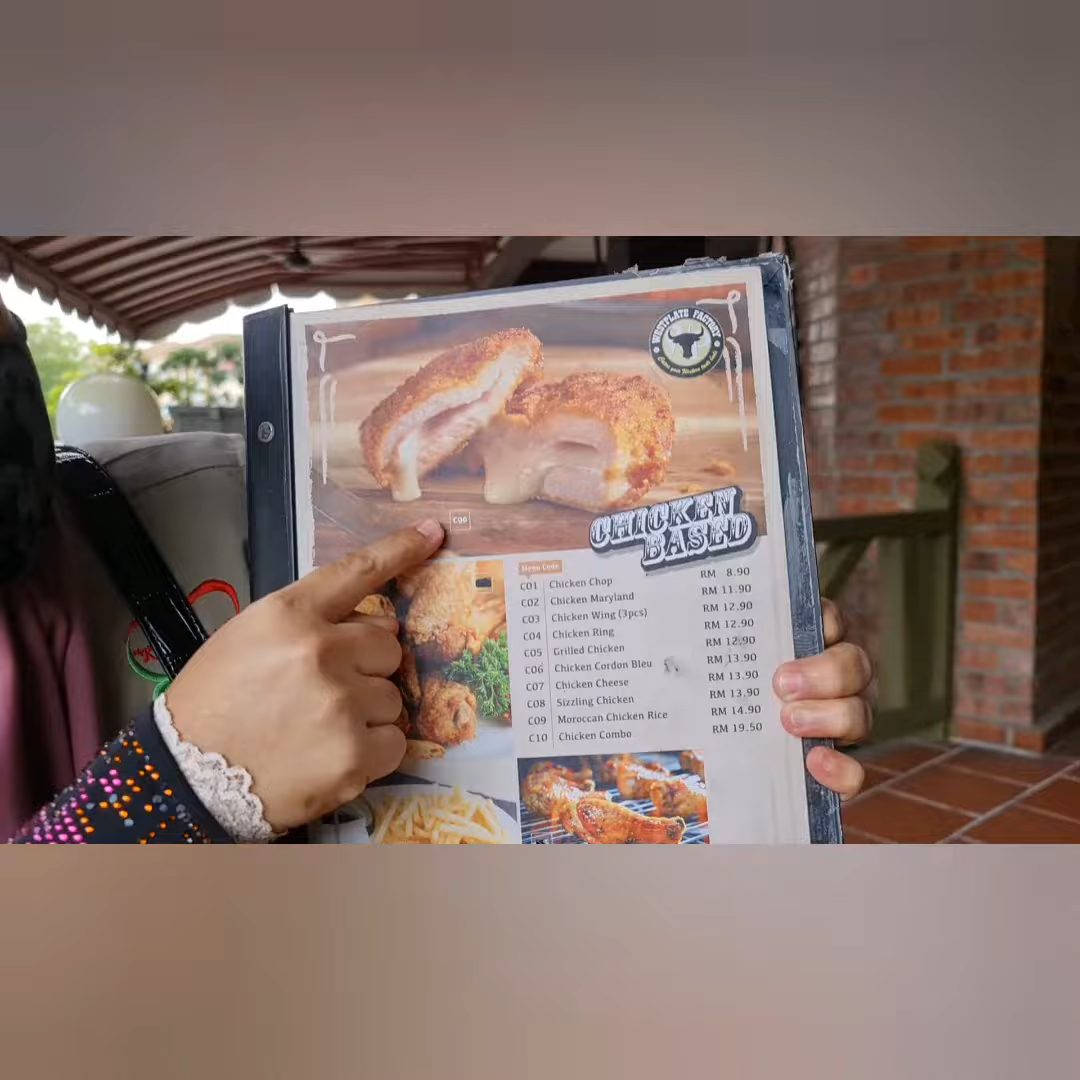 WESTPLATE FACTORY
C06
CHICKEN
BASED
Menu Code
C01 Chicken Chop RM 8.90
C02 Chicken Maryland RM 11.90
C03 Chicken Wing (3pcs) RM 12.90
C04 Chicken Ring RM 12.90
C05 Grilled Chicken RM 12.90
C06 Chicken Cordon Bleu RM 13.90
C07 Chicken Cheese RM 13.90
C08 Sizzling Chicken RM 13.90
C09 Moroccan Chicken Rice RM 14.90
C10 Chicken Combo RM 19.50